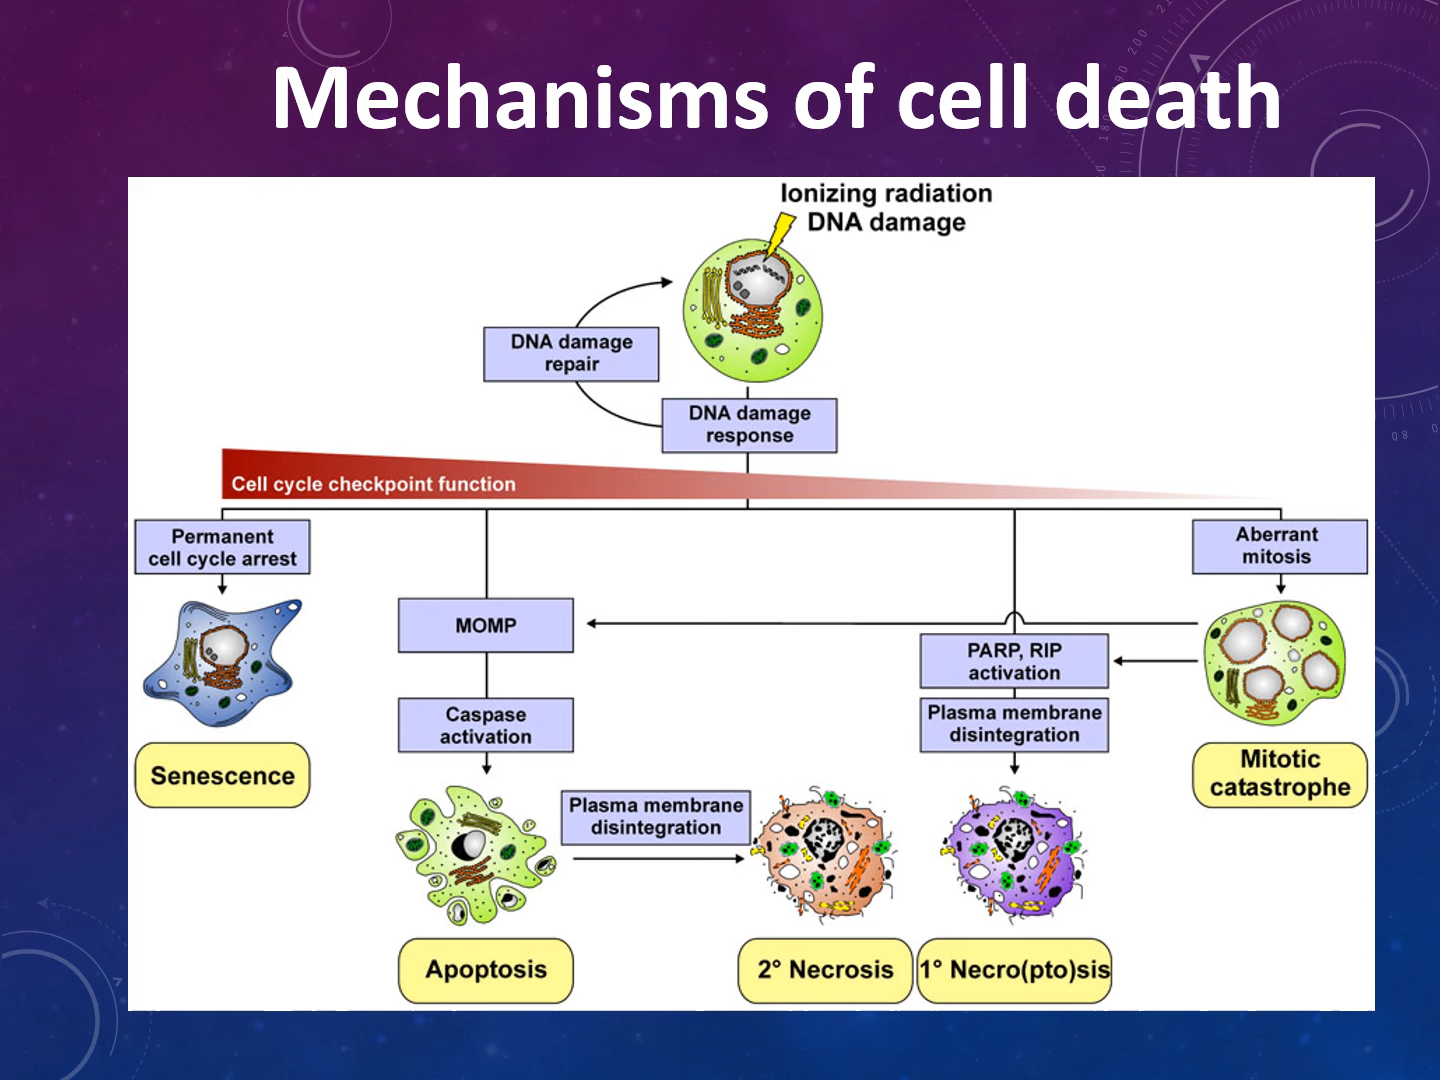 Mechanisms of cell death
Ionizing radiation
DNA damage
DNA damage
repair
DNA damage
response
Cell cycle checkpoint function
Permanent
cell cycle arrest
Aberrant
mitosis
MOMP
PARP, RIP
activation
Caspase
activation
Plasma membrane
disintegration
Senescence
Mitotic
catastrophe
Plasma membrane
disintegration
Apoptosis
2° Necrosis
1° Necro(pto)sis